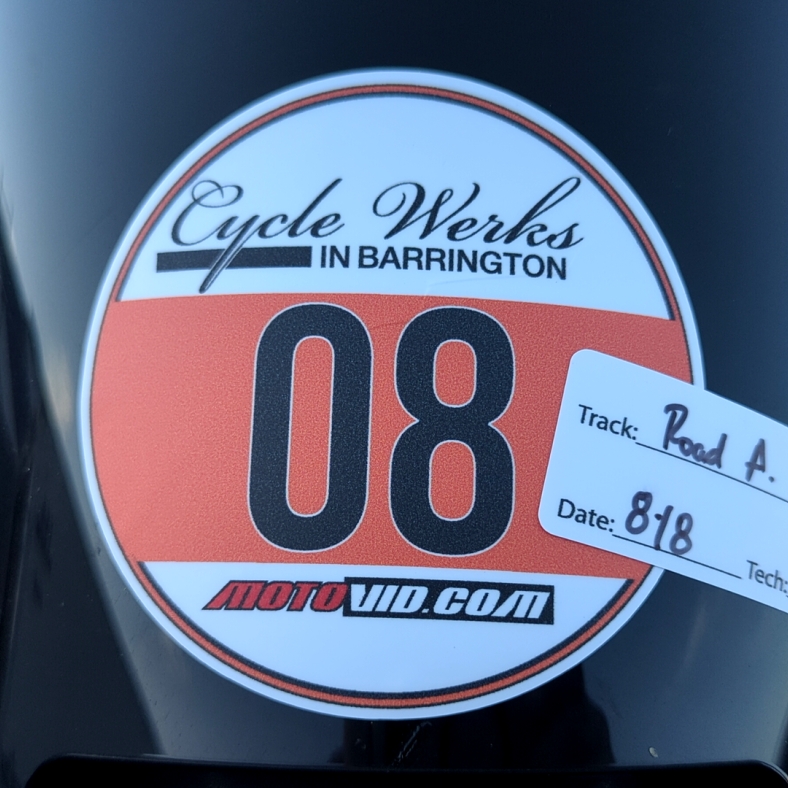 Cycle Werks
IN BARRINGTON
08
MOTOVID.COM
Track: Road A.
Date: 8-18
Tech: